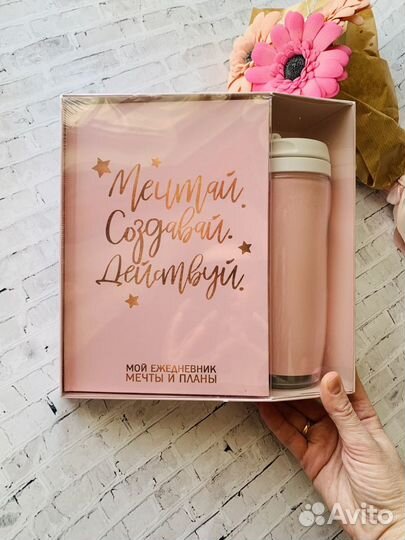 Мечтай.
Создавай.
Действуй.
МОЙ ЕЖЕДНЕВНИК
МЕЧТЫ И ПЛАНЫ
Avito